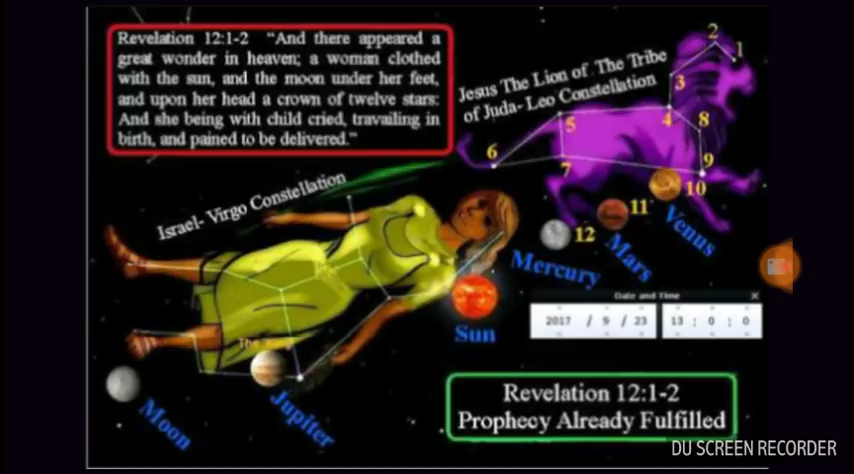 Revelation 12:1-2 "And there appeared a
great wonder in heaven; a woman clothed
with the sun, and the moon under her feet,
and upon her head a crown of twelve stars:
And she being with child cried, travailing in
birth, and pained to be delivered."
Jesus The Lion of The Tribe
of Juda- Leo Constellation
2
1
3
4
8
5
6
7
9
10
11
12
Venus
Mars
Mercury
Israel- Virgo Constellation
Sun
Date and Time
2017 / 9 / 23 13 : 0 : 0
Moon
Jupiter
Revelation 12:1-2
Prophecy Already Fulfilled
DU SCREEN RECORDER